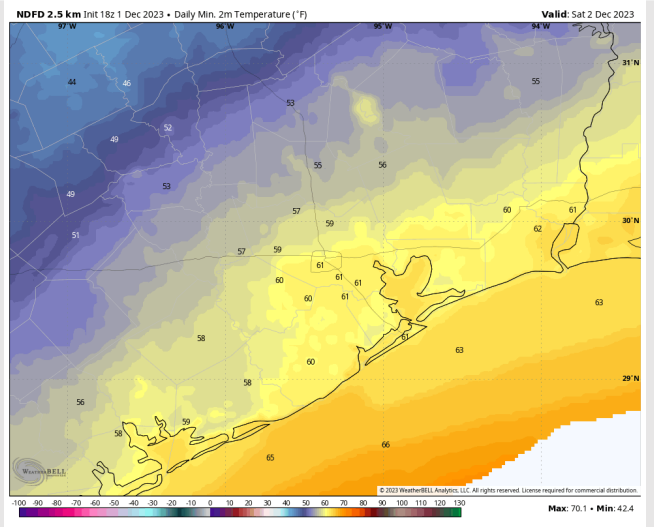 NDFD 2.5 km Init 18z 1 Dec 2023 • Daily Min. 2m Temperature (°F)
Valid: Sat 2 Dec 2023
97°W 96°W 95°W 94°W
31°N
44 46 55
53
52
49
55 56
53
49
57 60 61
59 30°N
51 62
57 59
61
61
60 61
60 61 63
58 61
63
60
29°N
58
56
59
58
66
65
WEATHERBELL
© 2023 WeatherBELL Analytics, LLC. All rights reserved. License required for commercial distribution.
-100 -90 -80 -70 -60 -50 -40 -30 -20 -10 0 10 20 30 40 50 60 70 80 90 100 110 120 130
Max: 70.1 • Min: 42.4